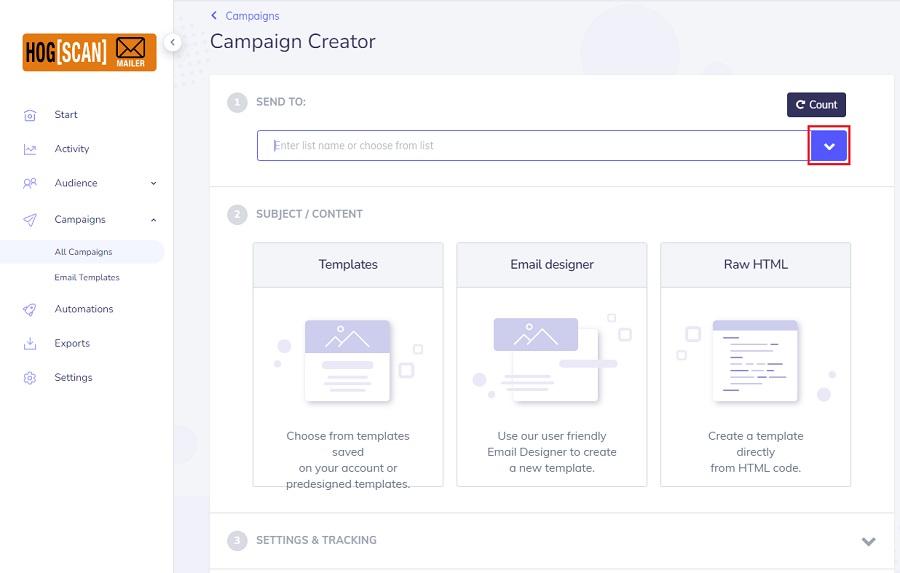 HOG[SCAN]
MAILER
Start
Activity
Audience
Campaigns
All Campaigns
Email Templates
Automations
Exports
Settings
Campaigns
Campaign Creator
1 SEND TO:
Count
Enter list name or choose from list
2 SUBJECT / CONTENT
Templates
Choose from templates
saved
on your account or
predesigned templates.
Email designer
Use our user friendly
Email Designer to create
a new template.
Raw HTML
Create a template
directly
from HTML code.
3 SETTINGS & TRACKING